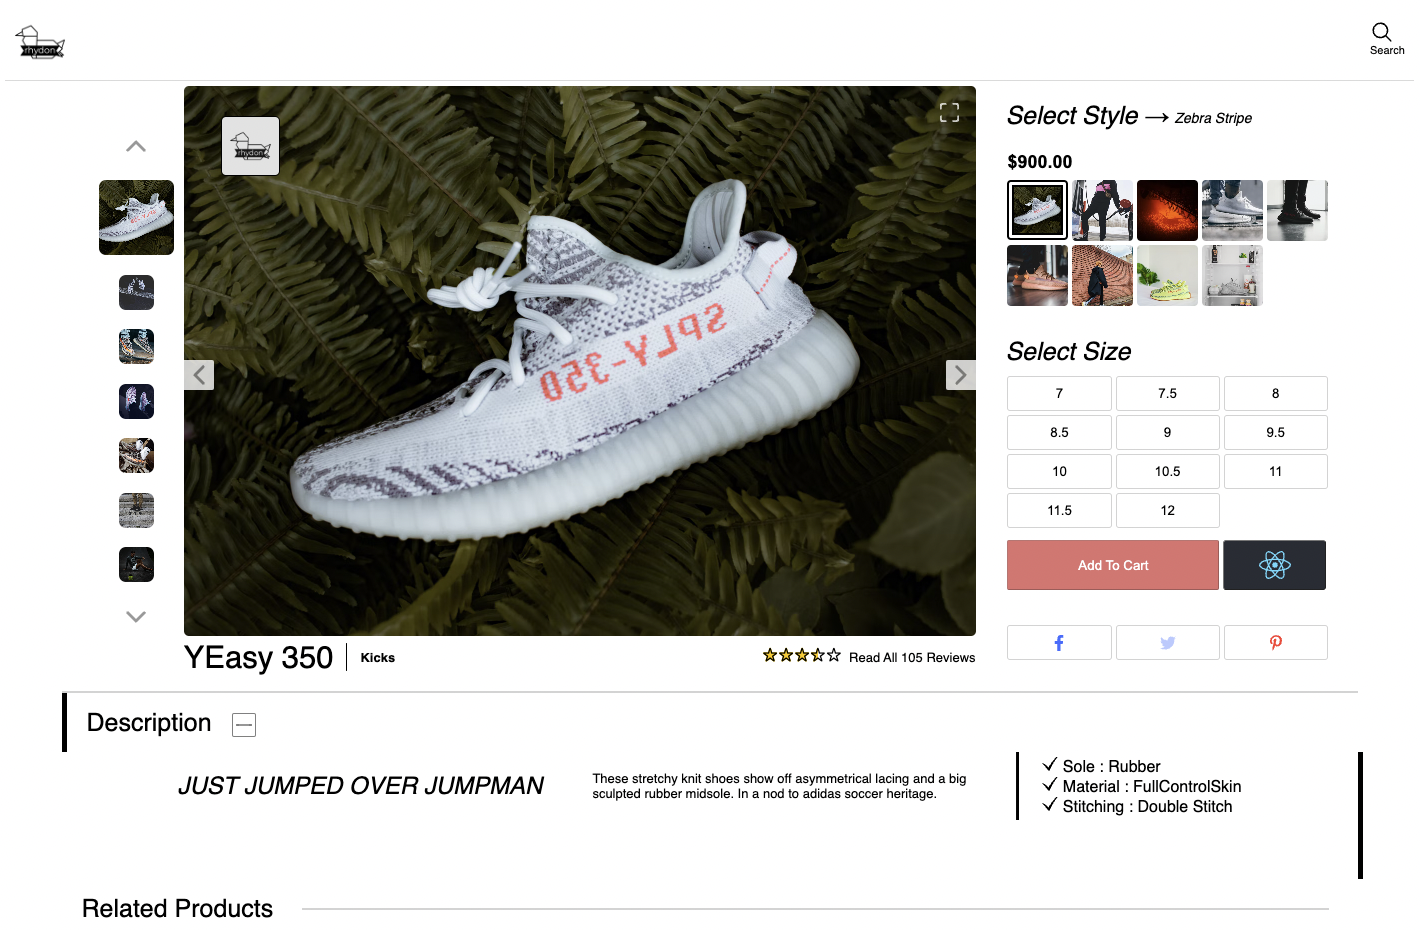 rhydon
Search
rhydon
SPLY-350
Select Style → Zebra Stripe
$900.00
Select Size
7
7.5
8
8.5
9
9.5
10
10.5
11
11.5
12
Add To Cart
YEasy 350
Kicks
Read All 105 Reviews
Description
JUST JUMPED OVER JUMPMAN
These stretchy knit shoes show off asymmetrical lacing and a big
sculpted rubber midsole. In a nod to adidas soccer heritage.
✓ Sole : Rubber
✓ Material : FullControlSkin
✓ Stitching : Double Stitch
Related Products